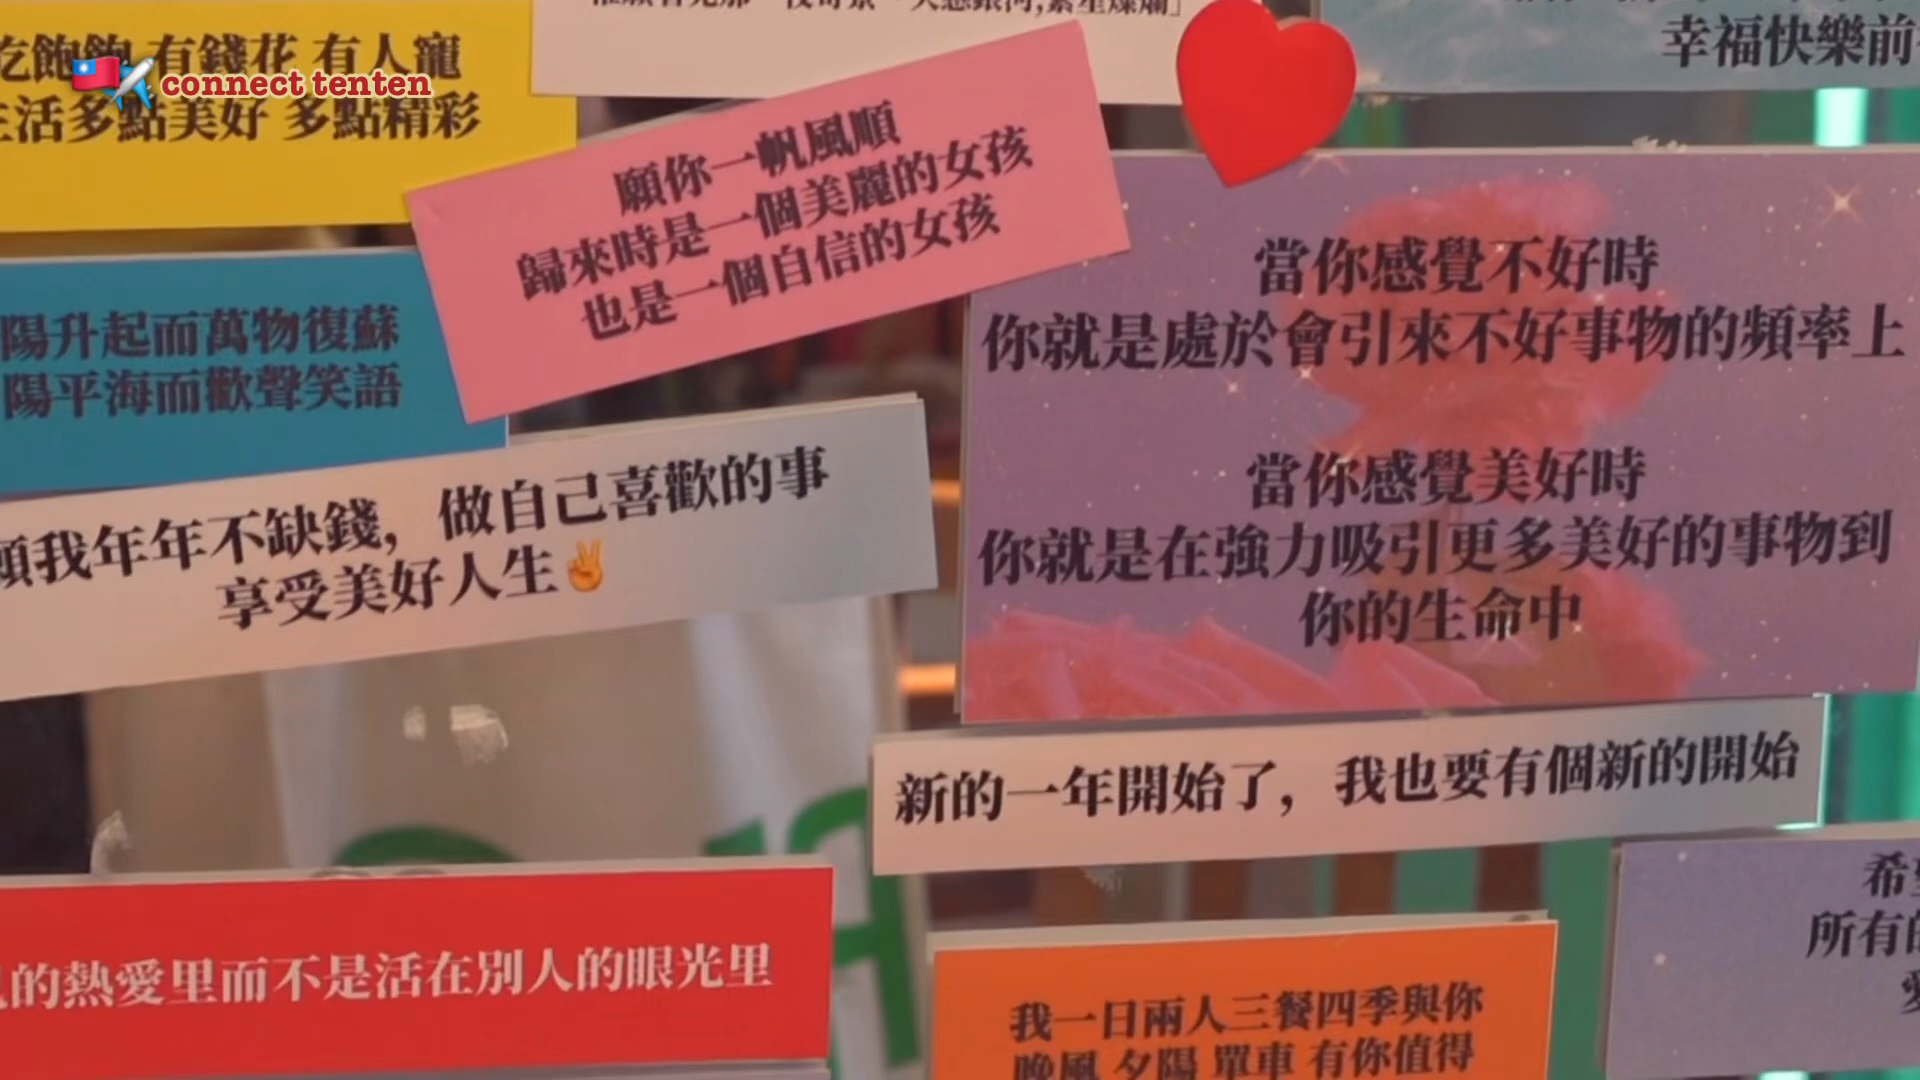 吃飽飽 有錢花 有人寵
生活多點美好 多點精彩
connect tenten
幸福快樂前
願你一帆風順
歸來時是一個美麗的女孩
也是一個自信的女孩
陽升起而萬物復蘇
陽平海而歡聲笑語
當你感覺不好時
你就是處於會引來不好事物的頻率上
當你感覺美好時
你就是在強力吸引更多美好的事物到
你的生命中
願我年年不缺錢，做自己喜歡的事
享受美好人生✌
新的一年開始了，我也要有個新的開始
的熱愛里而不是活在別人的眼光里
我一日兩人三餐四季與你
晚風 夕陽 單車 有你值得
希望
所有的
愛